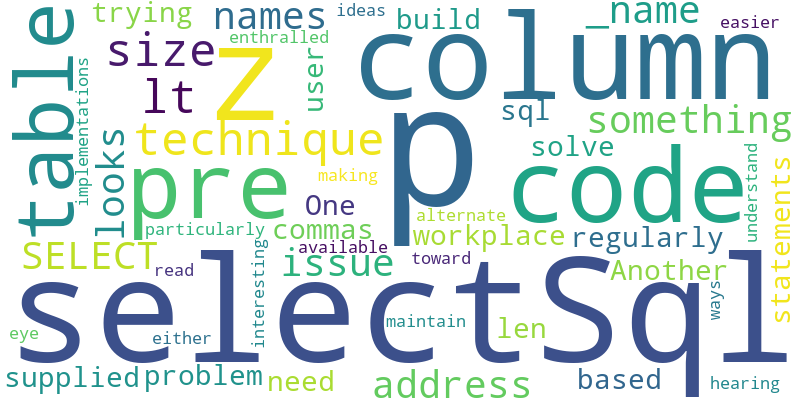 table
trying
names
ideas
build
_name
easier
size
z
enthralled
user
column
lt
sql
something
implementations
technique
p
solve
code
looks
pre
making
One
understand
statements
particularly
commas
alternate
workplace
regularly
SELECT
read
interesting
available
issue
toward
Another
ways
selectSql
eye
either
maintain
len
supplied
problem
need
address
based
hearing